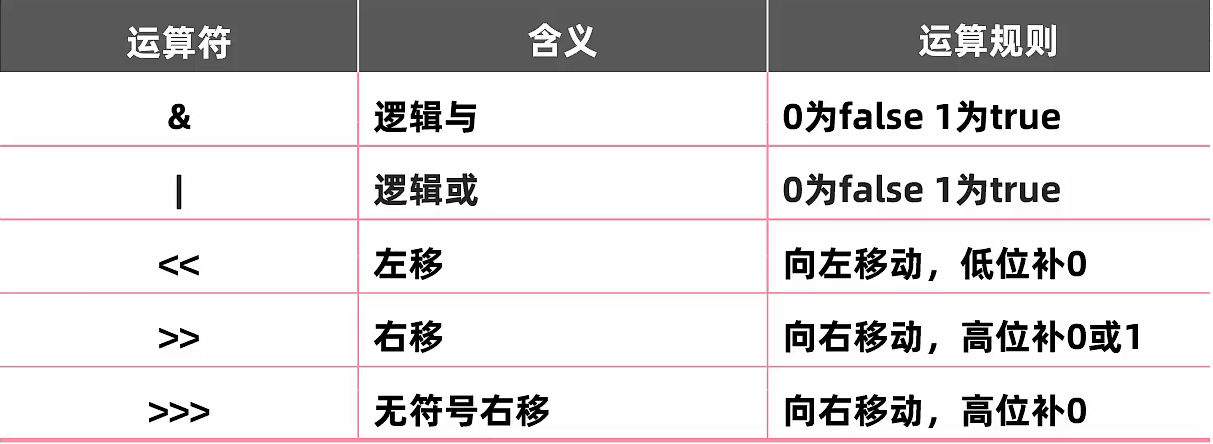 运算符 含义 运算规则
& 逻辑与 0为false 1为true
| 逻辑或 0为false 1为true
<< 左移 向左移动，低位补0
>> 右移 向右移动，高位补0或1
>>> 无符号右移 向右移动，高位补0